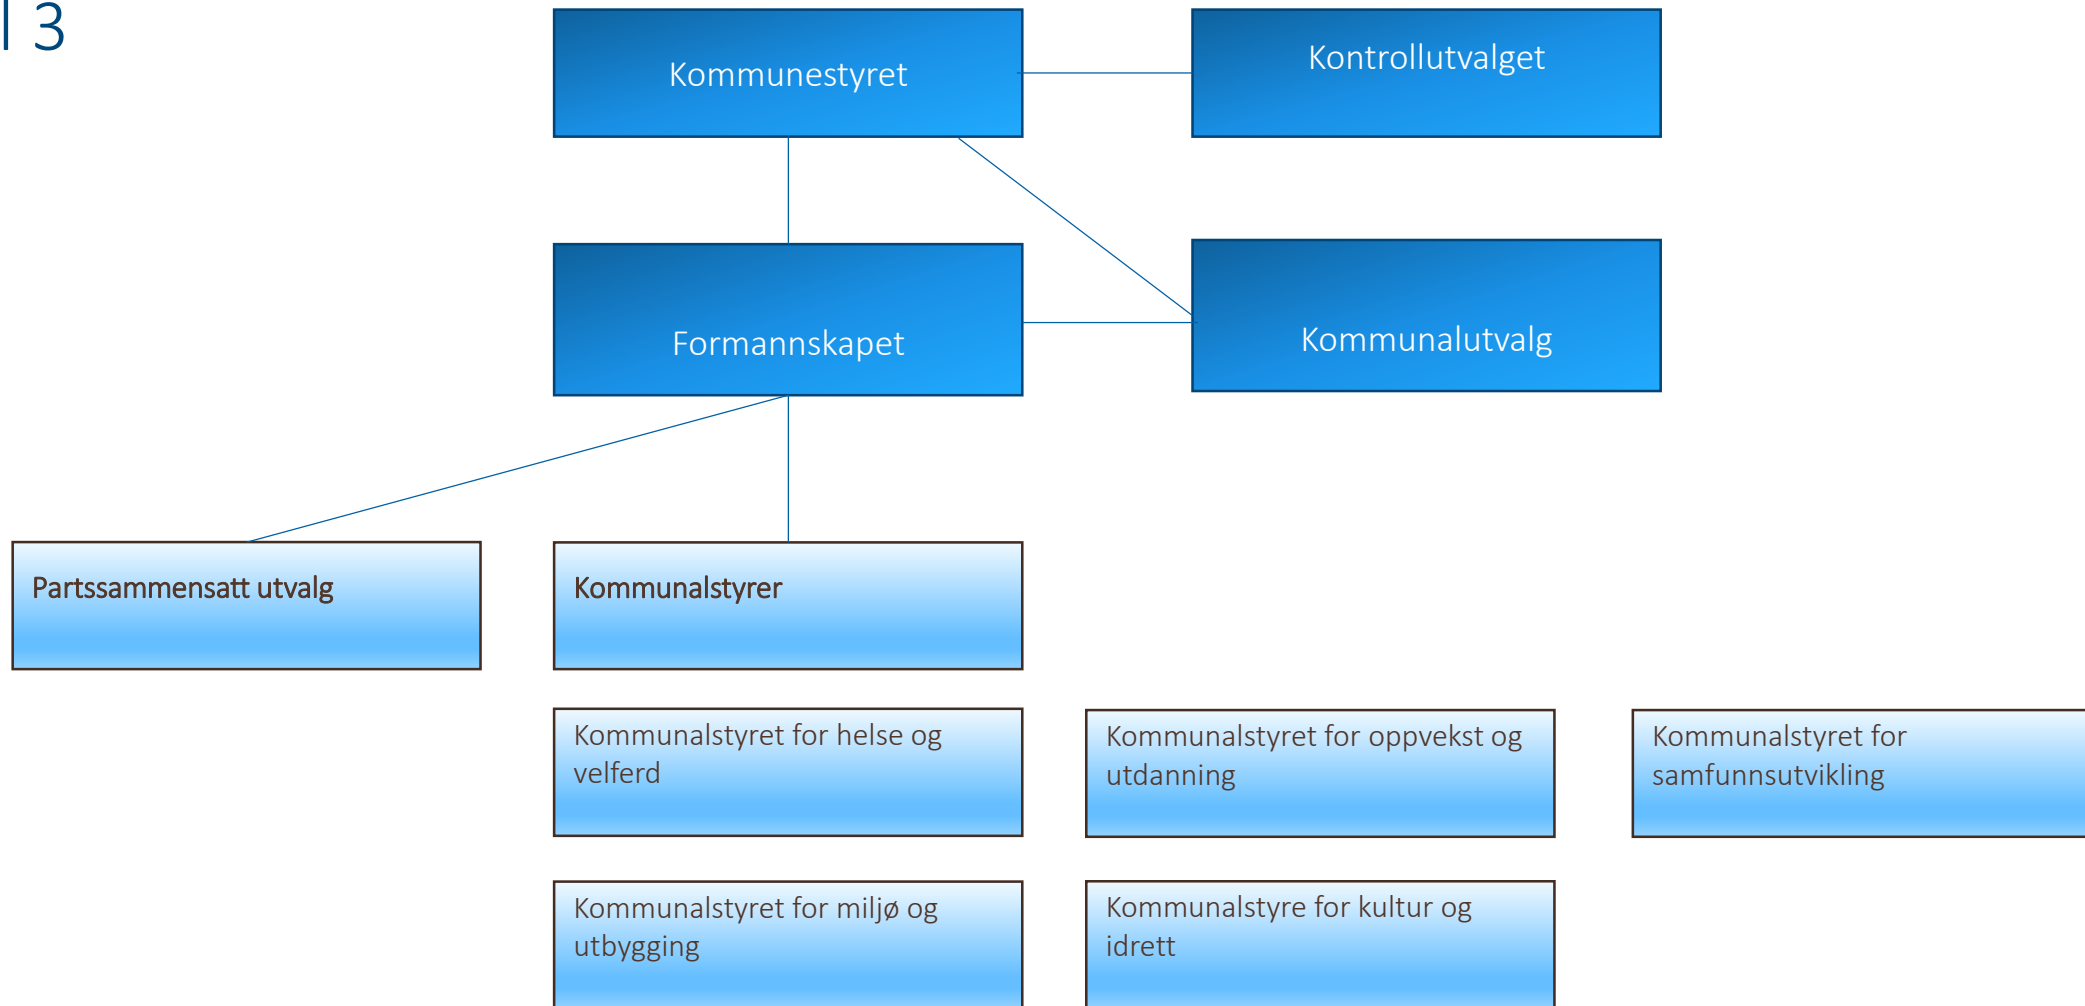 l 3
Kommunestyret
Kontrollutvalget
Formannskapet
Kommunalutvalg
Partssammensatt utvalg
Kommunalstyrer
Kommunalstyret for helse og
velferd
Kommunalstyret for oppvekst og
utdanning
Kommunalstyret for
samfunnsutvikling
Kommunalstyret for miljø og
utbygging
Kommunalstyre for kultur og
idrett